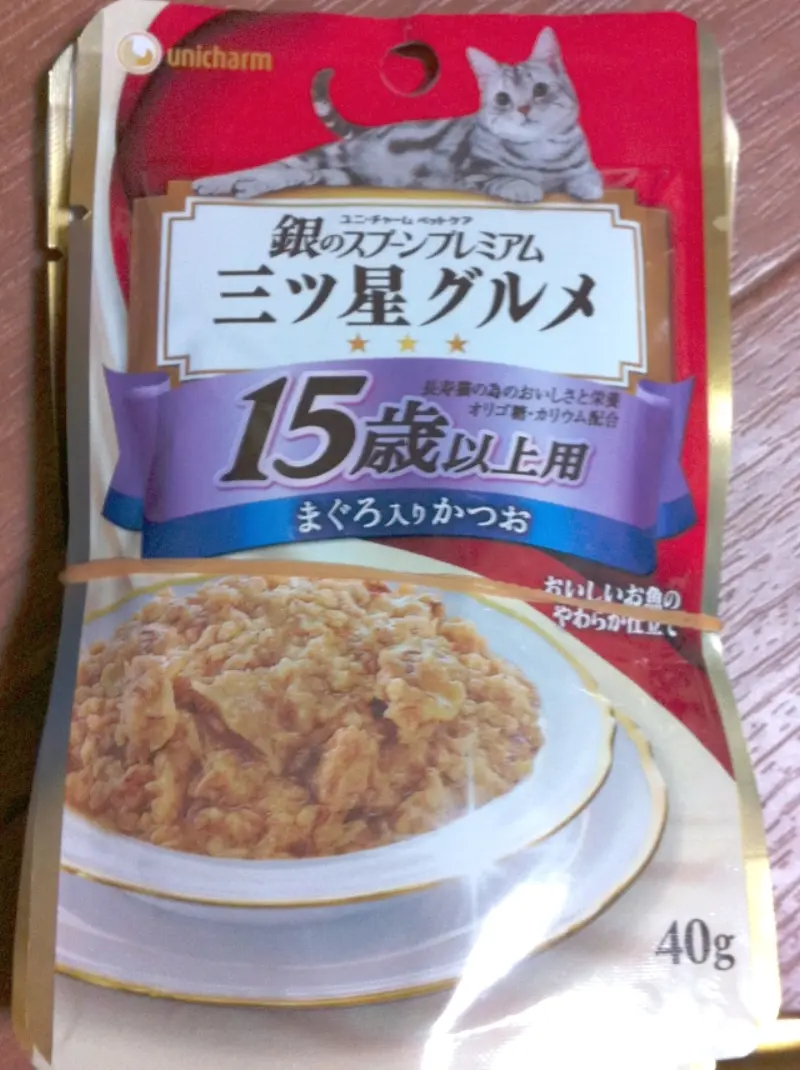 unicharm
ユニ・チャーム ペットケア
銀のスプーンプレミアム
三ツ星グルメ
長寿猫の為のおいしさと栄養
オリゴ糖・カリウム配合
15歳以上用
まぐろ入りかつお
おいしいお魚の
やわらか仕立て
40g